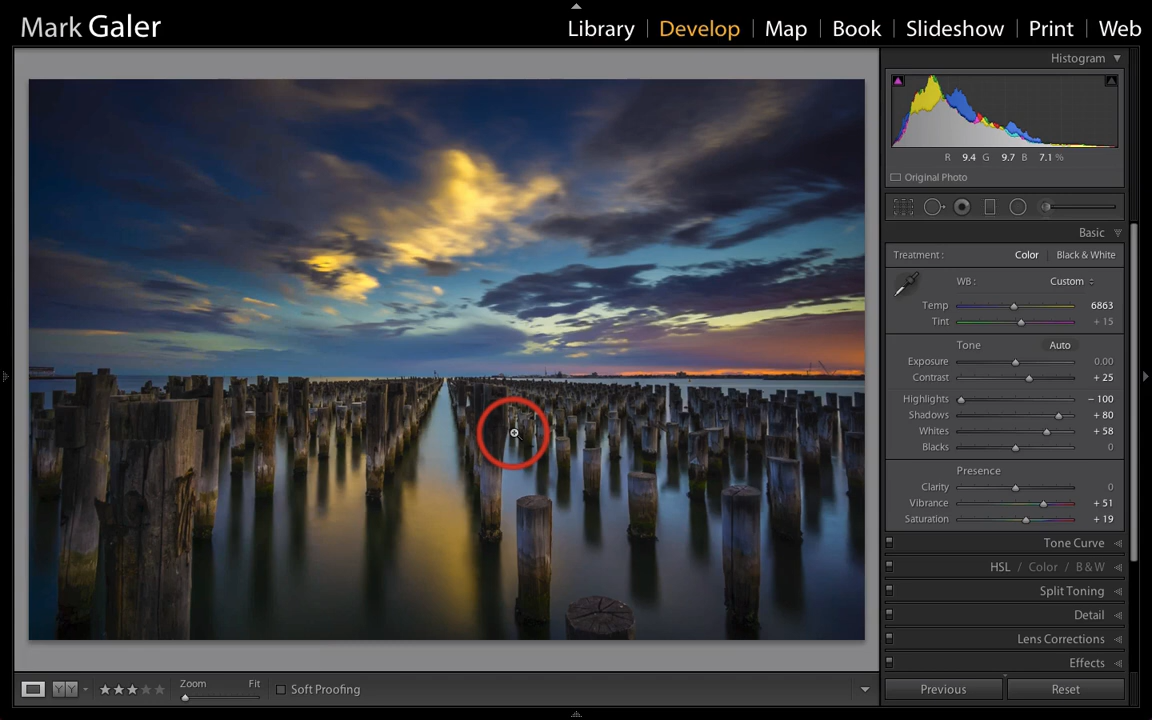 Mark Galer
Library | Develop | Map | Book | Slideshow | Print | Web
Histogram
R 9.4 G 9.7 B 7.1 %
Original Photo
Basic
Treatment : Color | Black & White
WB : Custom
Temp 6863
Tint + 15
Tone Auto
Exposure 0.00
Contrast + 25
Highlights − 100
Shadows + 80
Whites + 58
Blacks 0
Presence
Clarity 0
Vibrance + 51
Saturation + 19
Tone Curve
HSL / Color / B & W
Split Toning
Detail
Lens Corrections
Effects
Y Y Zoom Fit Soft Proofing
Previous Reset